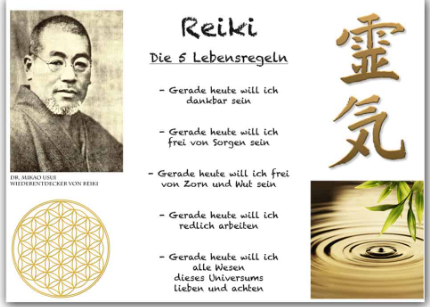 Reiki
Die 5 Lebensregeln
- Gerade heute will ich
dankbar sein
- Gerade heute will ich
frei von Sorgen sein
- Gerade heute will ich frei
von Zorn und Wut sein
- Gerade heute will ich
redlich arbeiten
- Gerade heute will ich
alle Wesen
dieses Universums
lieben und achten
DR. MIKAO USUI
WIEDERENTDECKER VON REIKI
靈
気